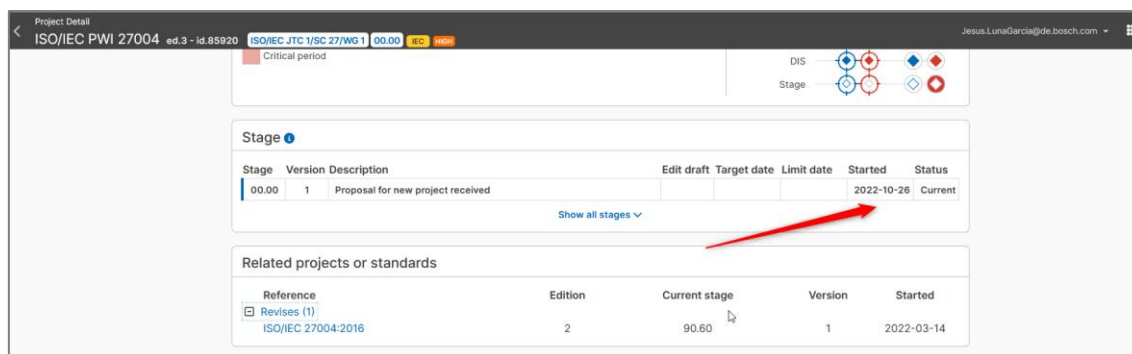 Project Detail
ISO/IEC PWI 27004 ed.3 - id.85920 ISO/IEC JTC 1/SC 27/WG 1 00.00 IEC HIGH
Jesus.LunaGarcia@de.bosch.com
Critical period
DIS
Stage
Stage
Stage Version Description Edit draft Target date Limit date Started Status
00.00 1 Proposal for new project received 2022-10-26 Current
Show all stages
Related projects or standards
Reference Edition Current stage Version Started
Revises (1)
ISO/IEC 27004:2016 2 90.60 1 2022-03-14